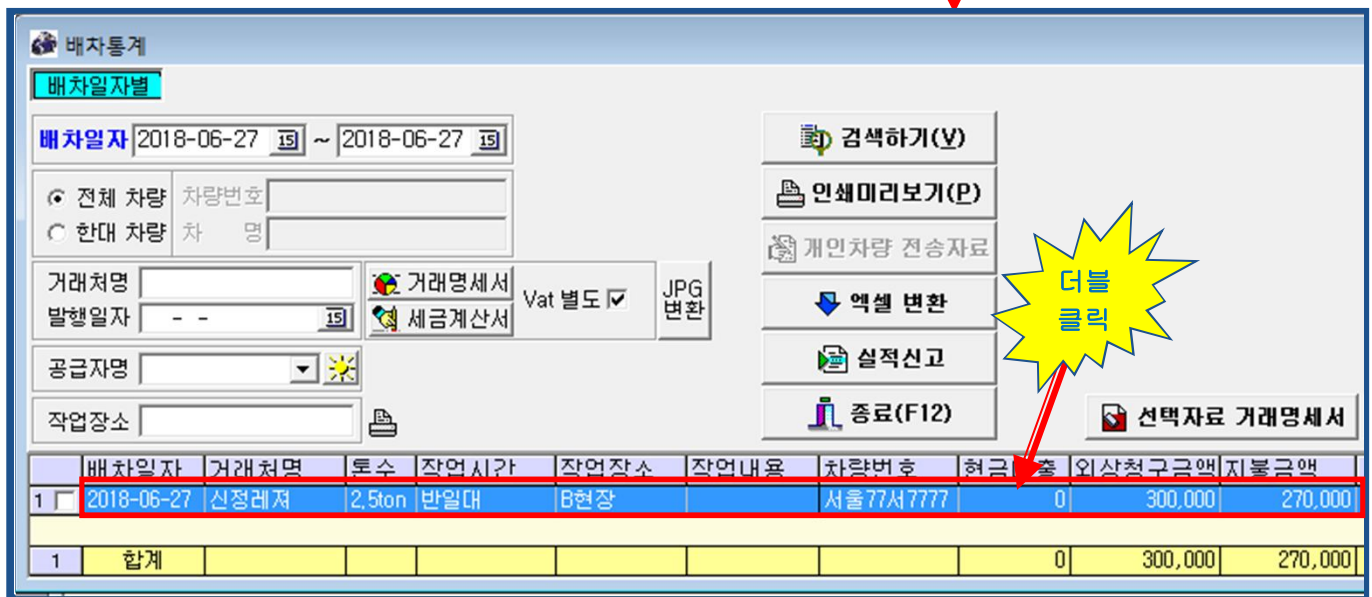 배차통계
배차일자별
배차일자 2018-06-27 15 ~ 2018-06-27 15
전체 차량 차량번호
한대 차량 차 명
거래처명
발행일자 - - 15
거래명세서
세금계산서
Vat 별도
JPG
변환
공급자명
작업장소
검색하기(V)
인쇄미리보기(P)
개인차량 전송자료
엑셀 변환
실적신고
종료(F12)
더블
클릭
선택자료 거래명세서
배차일자 거래처명 톤수 작업시간 작업장소 작업내용 차량번호 현금 출 외상청구금액 지불금액
1 2018-06-27 신정레져 2.5ton 반일대 B현장 서울77서7777 0 300,000 270,000
1 합계 0 300,000 270,000